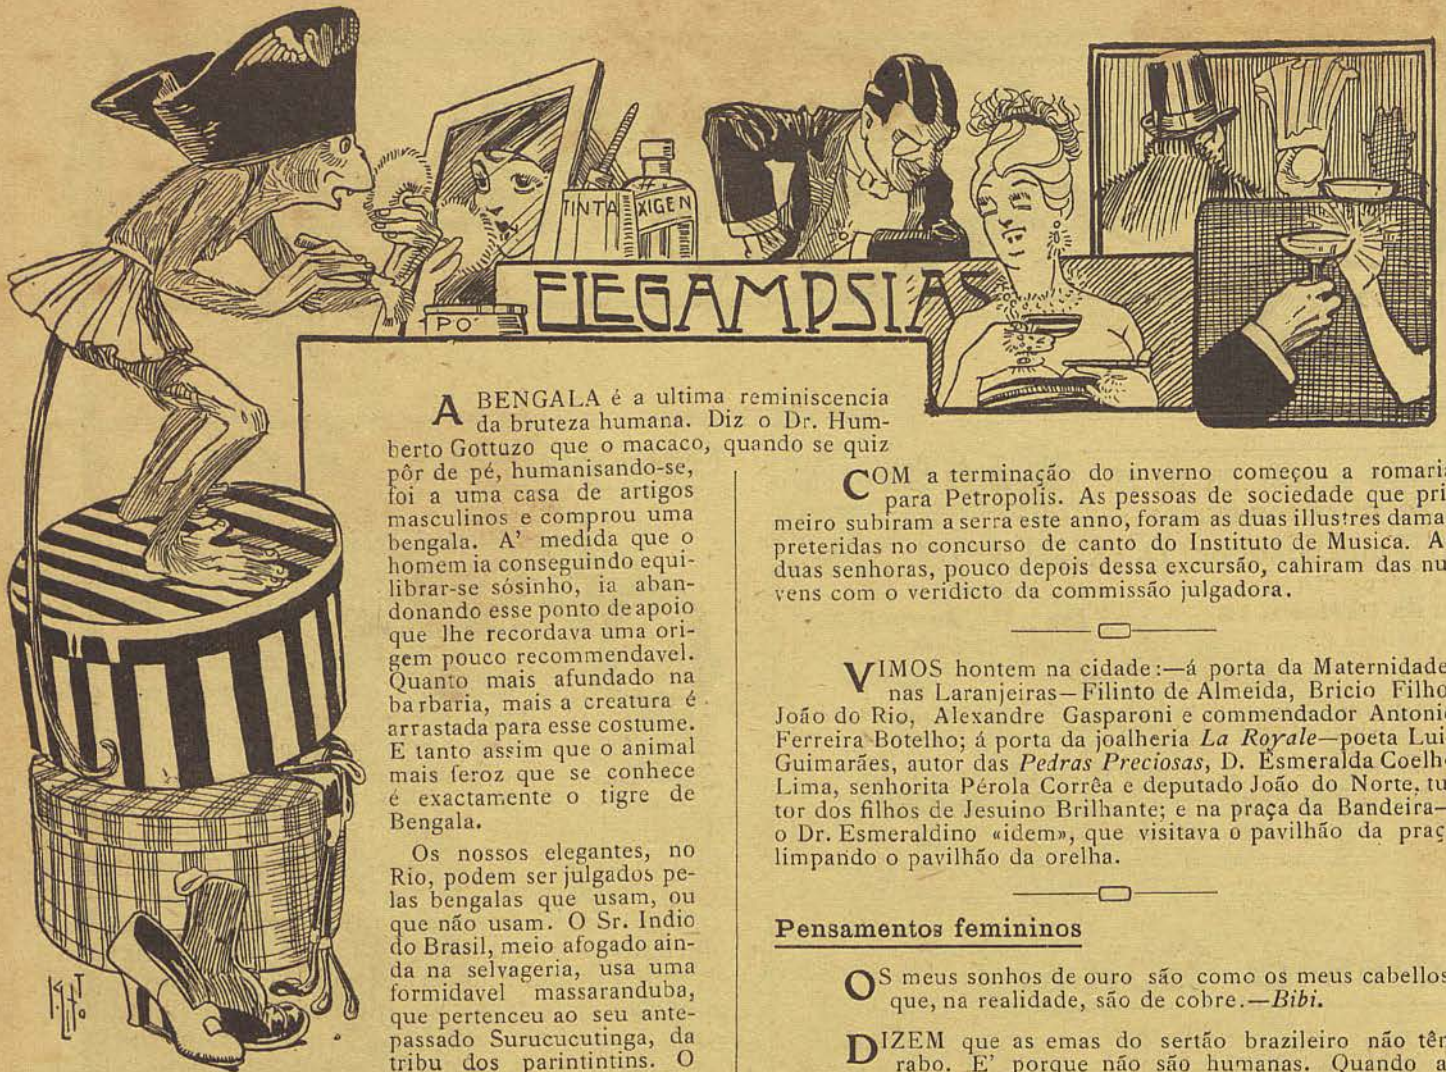 TINTA
XIGEN
PO'
ELEGAMPSIAS
A BENGALA é a ultima reminiscencia
da bruteza humana. Diz o Dr. Hum-
berto Gottuzo que o macaco, quando se quiz
pôr de pé, humanisando-se,
foi a uma casa de artigos
masculinos e comprou uma
bengala. A' medida que o
homem ia conseguindo equi-
librar-se sósinho, ia aban-
donando esse ponto de apoio
que lhe recordava uma ori-
gem pouco recommendavel.
Quanto mais afundado na
barbaria, mais a creatura é
arrastada para esse costume.
E tanto assim que o animal
mais feroz que se conhece
é exactamente o tigre de
Bengala.
Os nossos elegantes, no
Rio, podem ser julgados pe-
las bengalas que usam, ou
que não usam. O Sr. Indio
do Brasil, meio afogado ain-
da na selvageria, usa uma
formidavel massaranduba,
que pertenceu ao seu ante-
passado Surucucutinga, da
tribu dos parintintins. O
COM a terminação do inverno começou a romaria
para Petropolis. As pessoas de sociedade que pri
meiro subiram a serra este anno, foram as duas illustres dama
preteridas no concurso de canto do Instituto de Musica. A
duas senhoras, pouco depois dessa excursão, cahiram das nu
vens com o veridicto da commissão julgadora.
VIMOS hontem na cidade:—á porta da Maternidade
nas Laranjeiras—Filinto de Almeida, Bricio Filho
João do Rio, Alexandre Gasparoni e commendador Antoni
Ferreira Botelho; á porta da joalheria La Royale—poeta Lui
Guimarães, autor das Pedras Preciosas, D. Esmeralda Coelh
Lima, senhorita Pérola Corrêa e deputado João do Norte, tu
tor dos filhos de Jesuino Brilhante; e na praça da Bandeira—
o Dr. Esmeraldino «idem», que visitava o pavilhão da praç
limpando o pavilhão da orelha.
Pensamentos femininos
OS meus sonhos de ouro são como os meus cabellos
que, na realidade, são de cobre.—Bibi.
DIZEM que as emas do sertão brazileiro não têm
rabo. E' porque não são humanas. Quando a